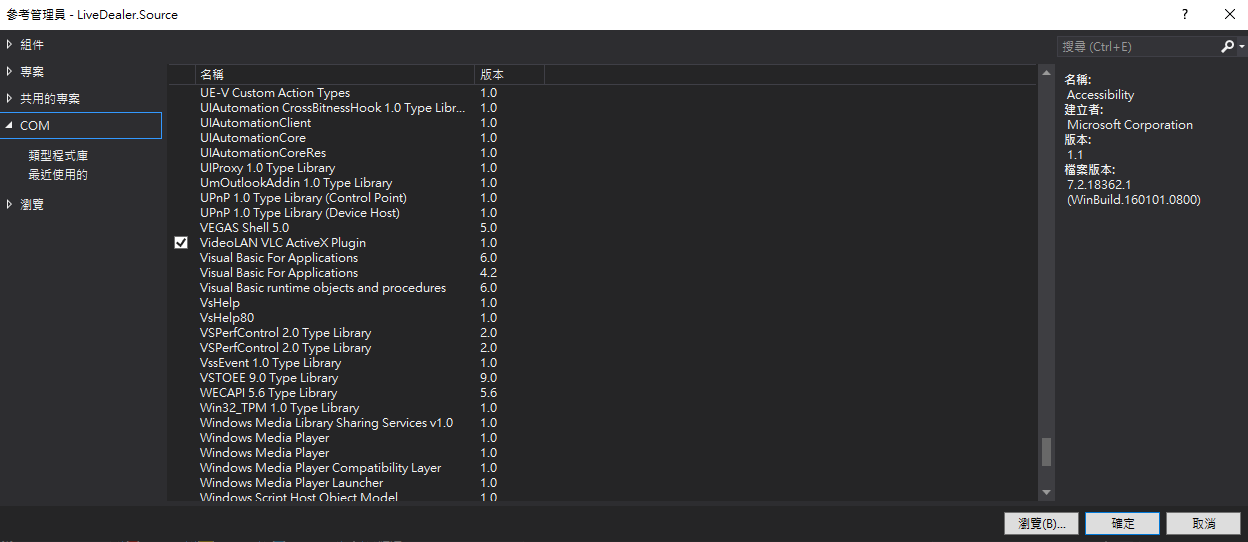 參考管理員 - LiveDealer.Source
?
組件
專案
共用的專案
COM
類型程式庫
最近使用的
瀏覽
名稱 版本
UE-V Custom Action Types 1.0
UIAutomation CrossBitnessHook 1.0 Type Libr... 1.0
UIAutomationClient 1.0
UIAutomationCore 1.0
UIAutomationCoreRes 1.0
UIProxy 1.0 Type Library 1.0
UmOutlookAddin 1.0 Type Library 1.0
UPnP 1.0 Type Library (Control Point) 1.0
UPnP 1.0 Type Library (Device Host) 1.0
VEGAS Shell 5.0 5.0
VideoLAN VLC ActiveX Plugin 1.0
Visual Basic For Applications 6.0
Visual Basic For Applications 4.2
Visual Basic runtime objects and procedures 6.0
VsHelp 1.0
VsHelp80 1.0
VSPerfControl 2.0 Type Library 2.0
VSPerfControl 2.0 Type Library 2.0
VssEvent 1.0 Type Library 1.0
VSTOEE 9.0 Type Library 9.0
WECAPI 5.6 Type Library 5.6
Win32_TPM 1.0 Type Library 1.0
Windows Media Library Sharing Services v1.0 1.0
Windows Media Player 1.0
Windows Media Player 1.0
Windows Media Player Compatibility Layer 1.0
Windows Media Player Launcher 1.0
Windows Script Host Object Model 1.0
搜尋 (Ctrl+E)
名稱:
Accessibility
建立者:
Microsoft Corporation
版本:
1.1
檔案版本:
7.2.18362.1
(WinBuild.160101.0800)
瀏覽(B)... 確定 取消